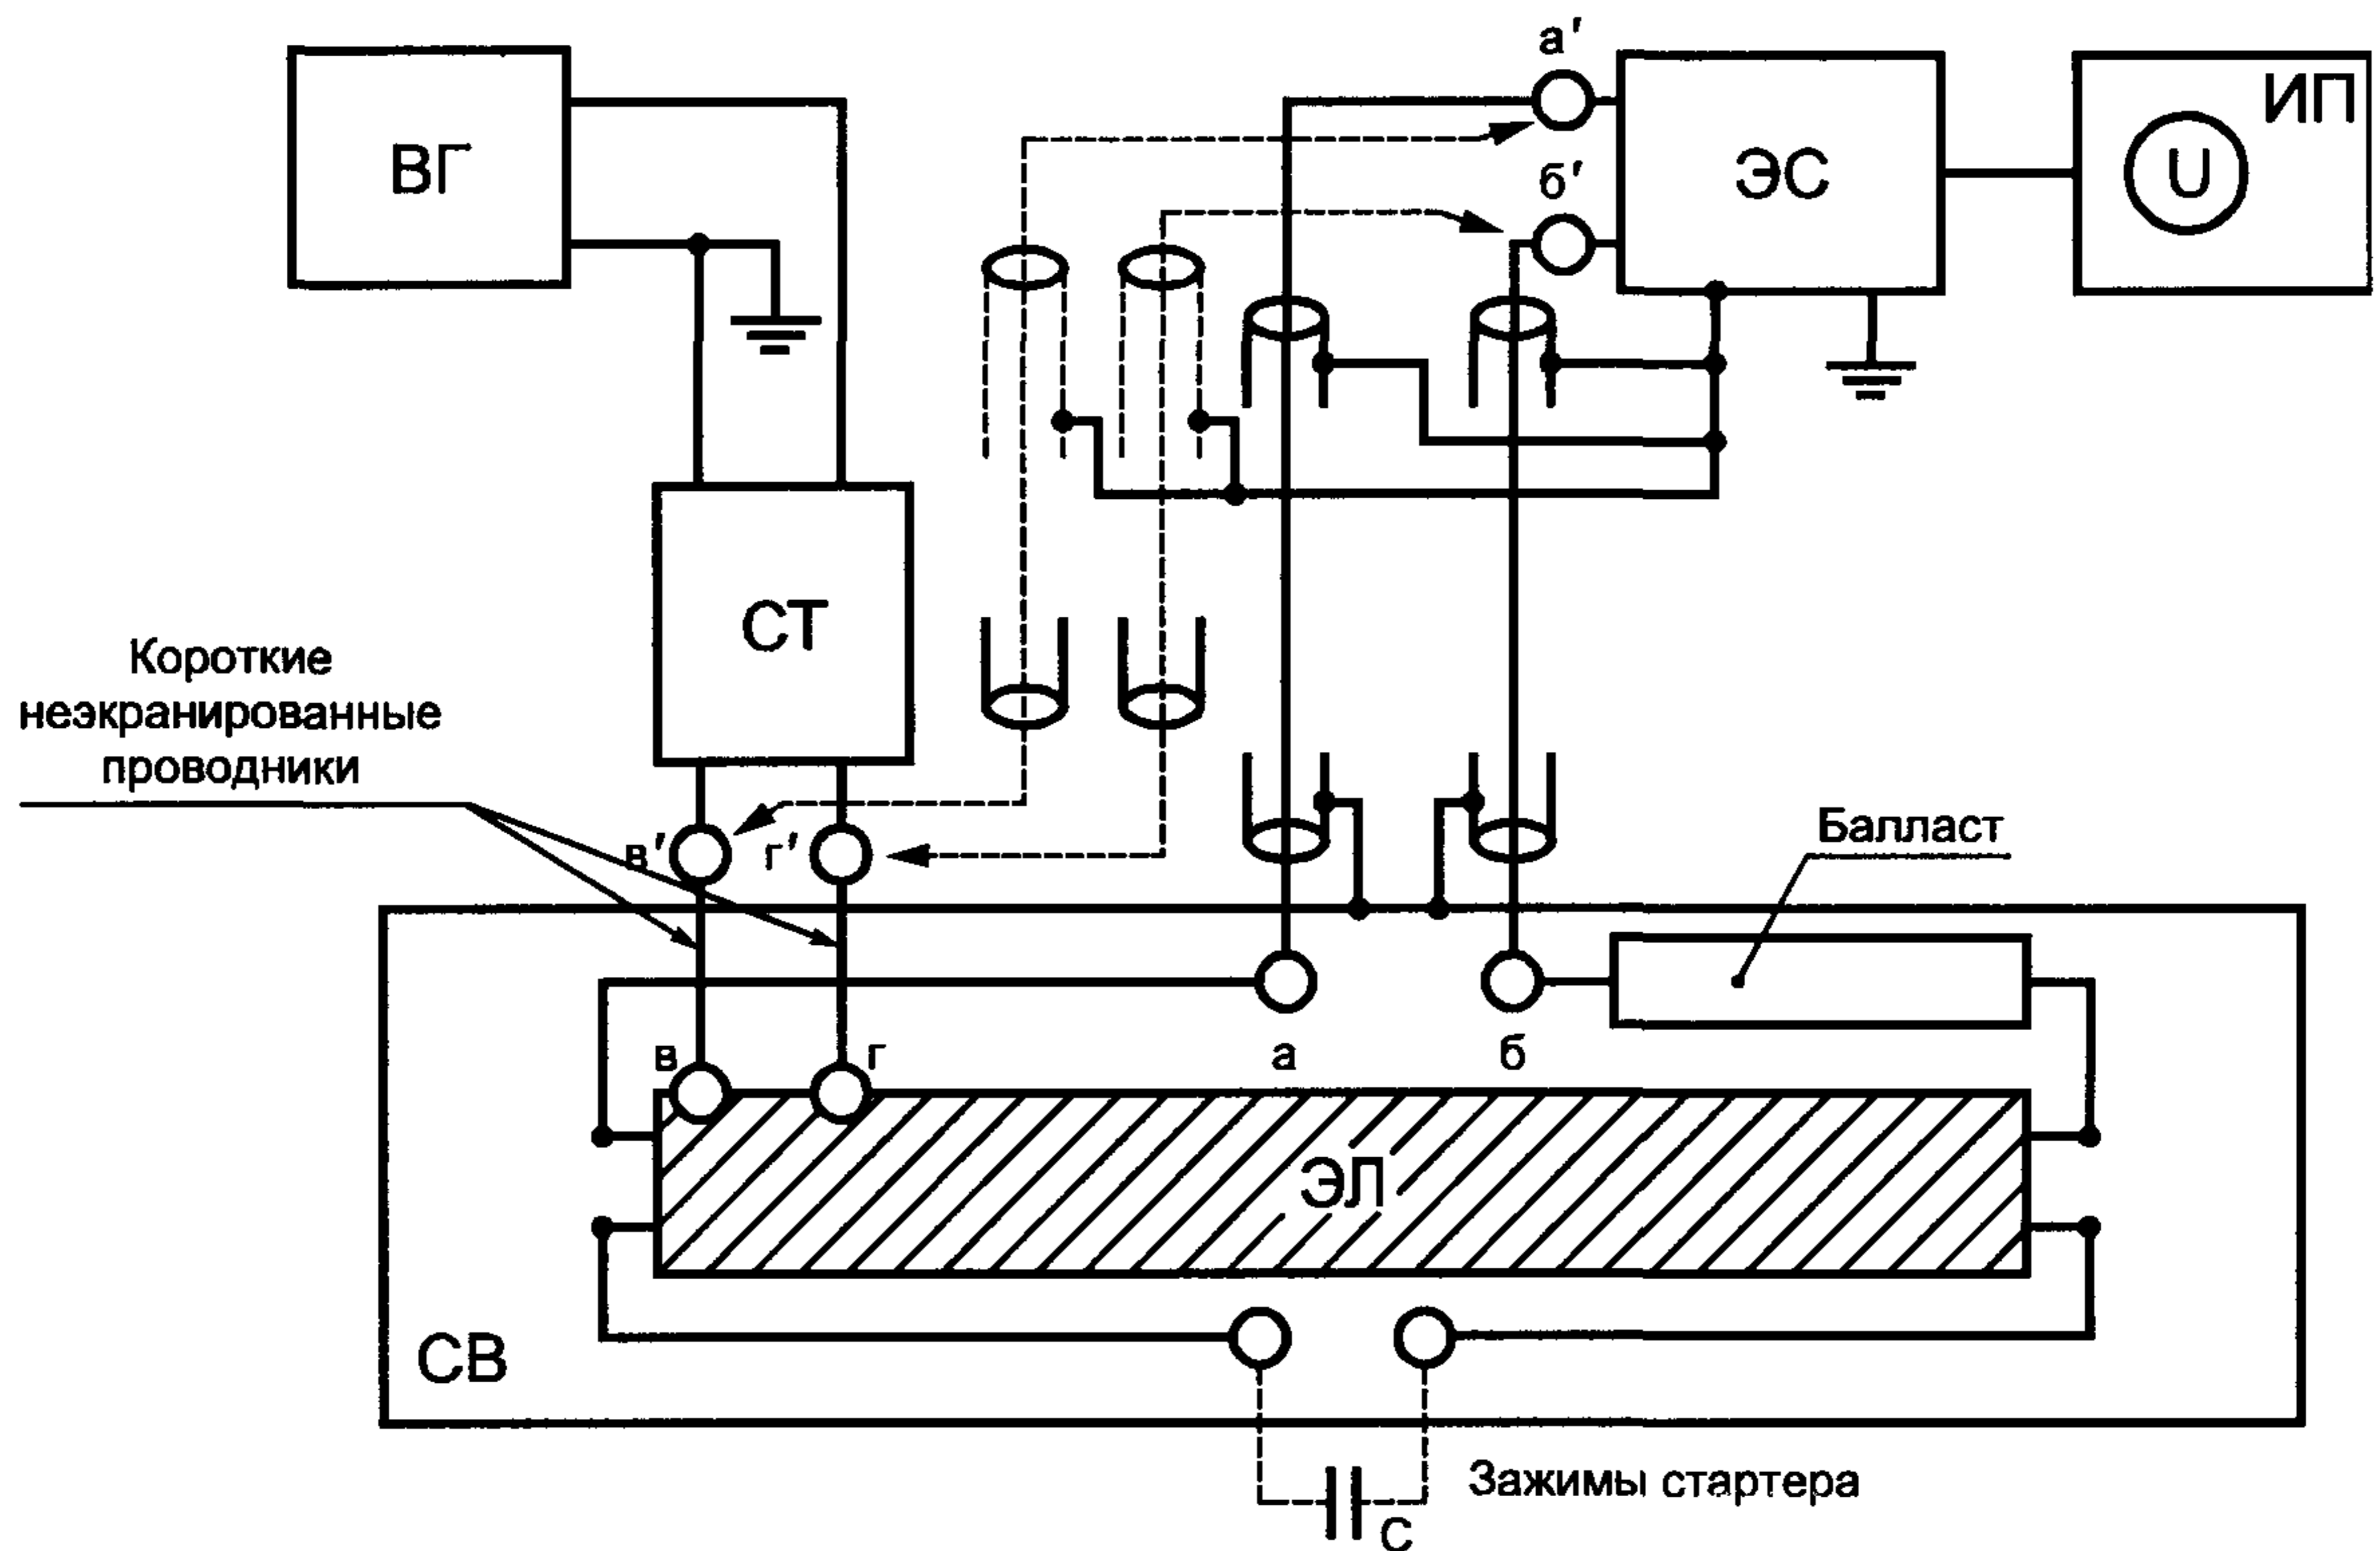 а′
ВГ
ЭС
ИП
U
б′
СТ
Короткие
неэкранированные
проводники
в′
г′
Балласт
в
г
а
б
ЭЛ
СВ
Зажимы стартера
С